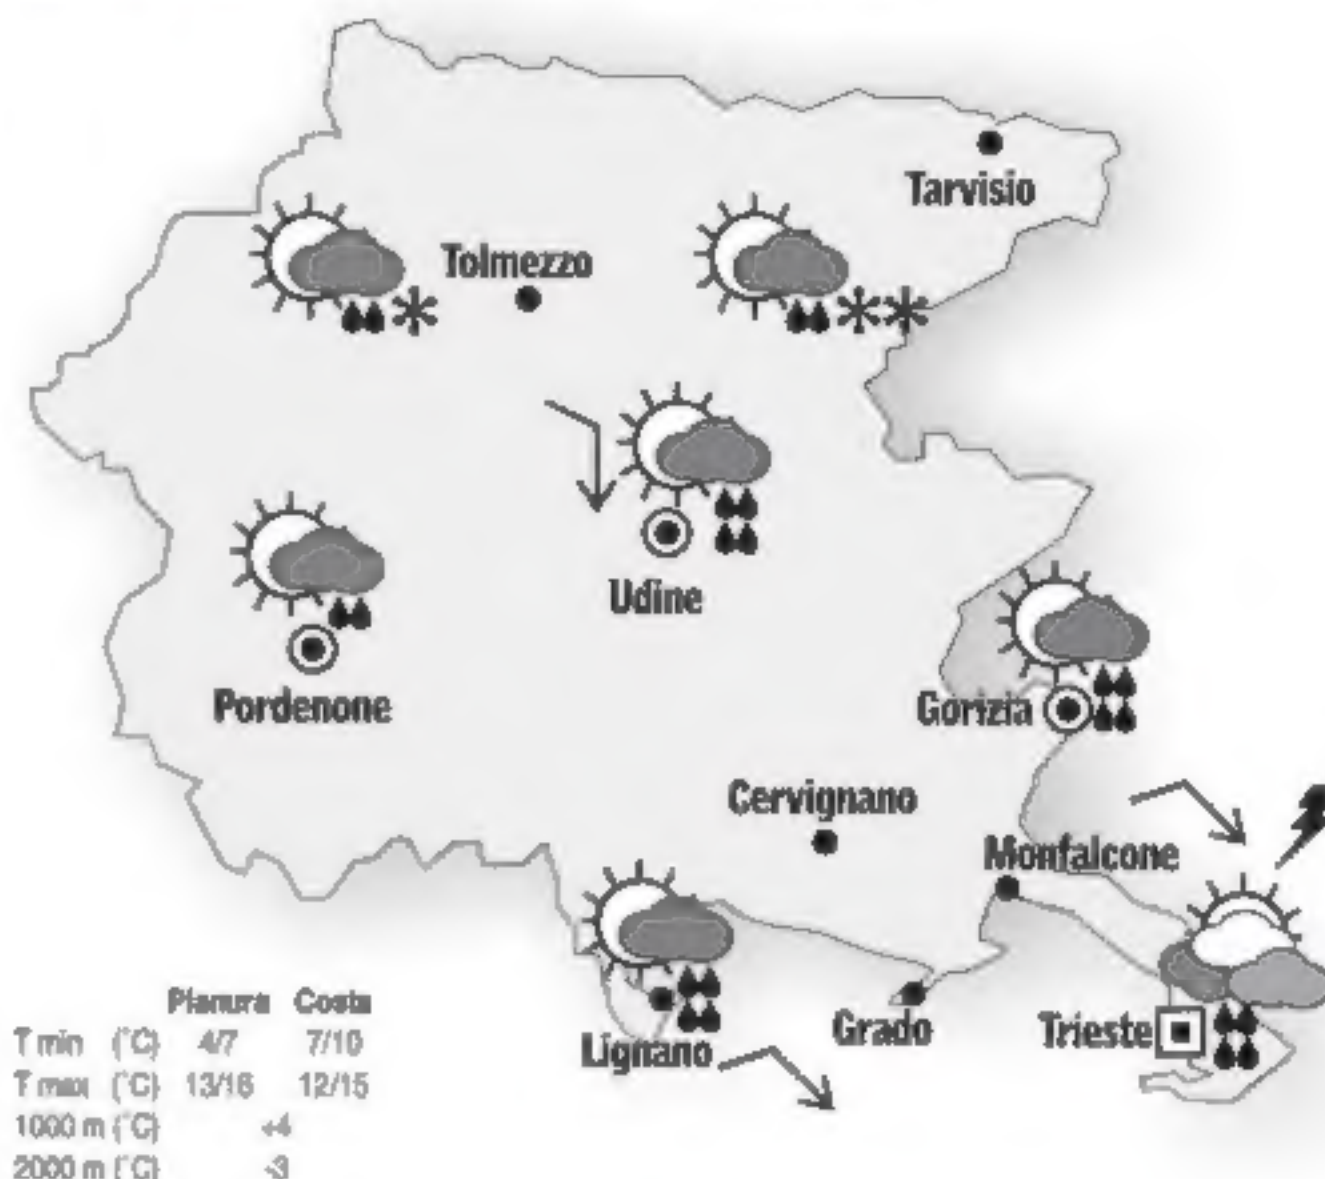 Tarvisio
Tolmezzo
Udine
Pordenone
Gorizia
Cervignano
Monfalcone
Grado
Trieste
Lignano
Pianura Costa
T min (°C) 4/7 7/10
T max (°C) 13/16 12/15
1000 m (°C) +4
2000 m (°C) -3